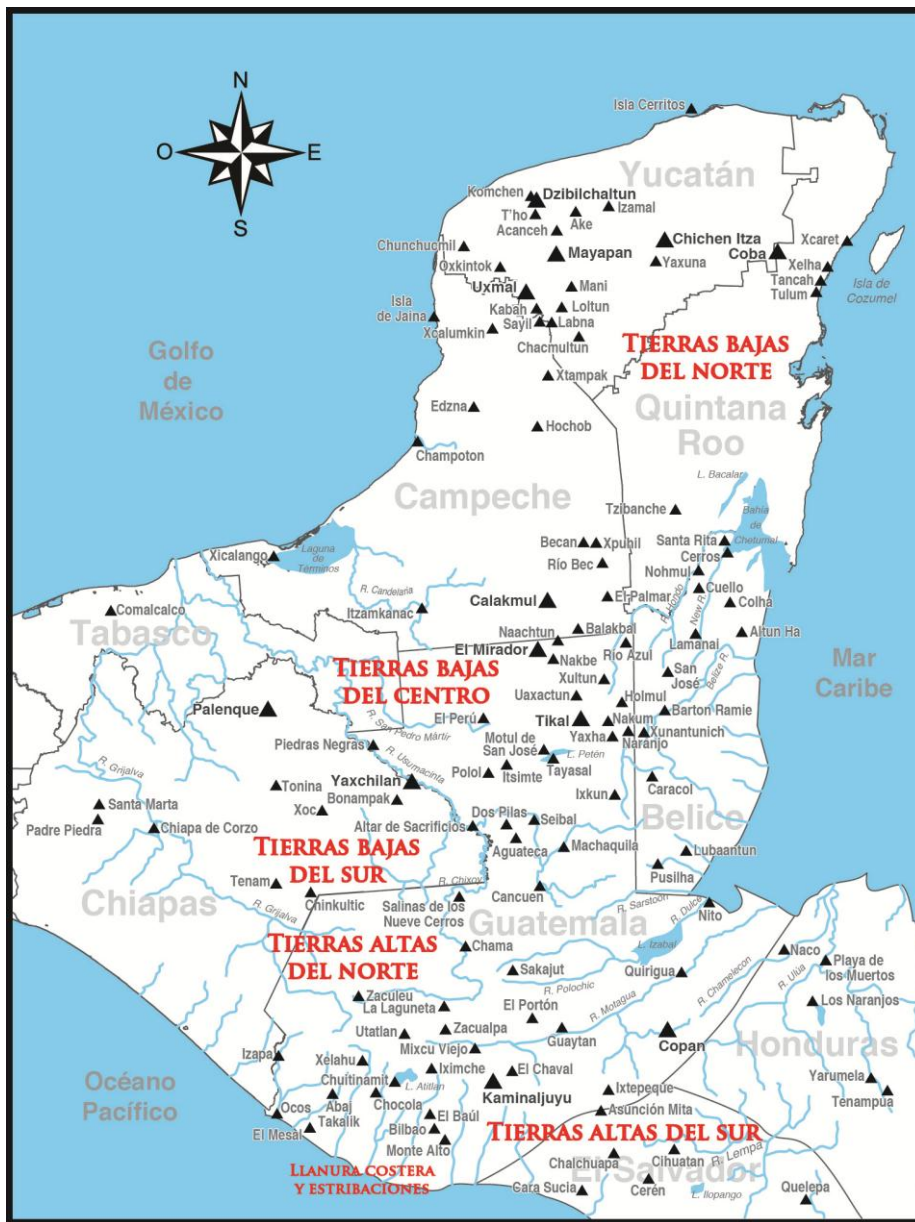 N
O
E
S
Isla Cerritos
Yucatán
Komchen
Dzibilchaltun
T'ho
Ake
Izamal
Acanceh
Chunchucmil
Mayapan
Chichen Itza
Coba
Xcaret
Oxkintok
Yaxuna
Xelha
Tancah
Tulum
Isla de
Cozumel
Uxmal
Mani
Isla
de Jaina
Kabah
Loltun
Xcalumkin
Sayil
Labna
Chacmultun
TIERRAS BAJAS
DEL NORTE
Golfo
de
México
Xtampak
Edzna
Hochob
Quintana
Roo
Champoton
L. Bacalar
Campeche
Tzibanche
Bahía
de
Chetumal
Becan
Xpuhil
Santa Rita
Cerros
Xicalango
Laguna
de
Términos
Río Bec
Nohmul
R. Candelaria
Cuello
Comalcalco
Itzamkanac
Calakmul
El Palmar
R. Hondo
New R.
Colha
Tabasco
Naachtun
Balakbal
Lamanai
Altun Ha
El Mirador
Río Azul
TIERRAS BAJAS
DEL CENTRO
Nakbe
Xultun
San
José
Belize R.
Mar
Caribe
Uaxactun
Holmul
Palenque
El Perú
Tikal
Nakum
Barton Ramie
R. San Pedro Mártir
Yaxha
Naranjo
Xunantunich
Piedras Negras
Motul de
San José
L. Petén
R. Usumacinta
Polol
Itsimte
Tayasal
R. Grijalva
Tonina
Yaxchilan
Bonampak
Caracol
Ixkun
Santa Marta
Xoc
Padre Piedra
Chiapa de Corzo
Altar de Sacrificios
Dos Pilas
Seibal
Belice
TIERRAS BAJAS
DEL SUR
Aguateca
Machaquila
Lubaantun
Pusilha
Tenam
R. Chixoy
Cancuen
Chiapas
Chinkultic
Salinas de los
Nueve Cerros
Guatemala
R. Sarstoon
R. Dulce
Nito
R. Grijalva
TIERRAS ALTAS
DEL NORTE
Chama
L. Izabal
Naco
Sakajut
Quirigua
R. Polochic
R. Chamelecon
R. Ulúa
Playa de
los Muertos
Zaculeu
La Laguneta
El Portón
R. Motagua
Los Naranjos
Utatlan
Zacualpa
Guaytan
Copan
Honduras
Izapa
Xelahu
Mixcu Viejo
Océano
Pacífico
Chuitinamit
Iximche
El Chaval
L. Atitlan
Kaminaljuyu
Ixtepeque
Yarumela
Tenampua
Ocos
Abaj
Takalik
Chocola
El Baúl
Asunción Mita
El Mesal
Bilbao
Monte Alto
TIERRAS ALTAS DEL SUR
LLANURA COSTERA
Y ESTRIBACIONES
Chalchuapa
Cihuatan
R. Lempa
El Salvador
Cara Sucia
Cerén
L. Ilopango
Quelepa